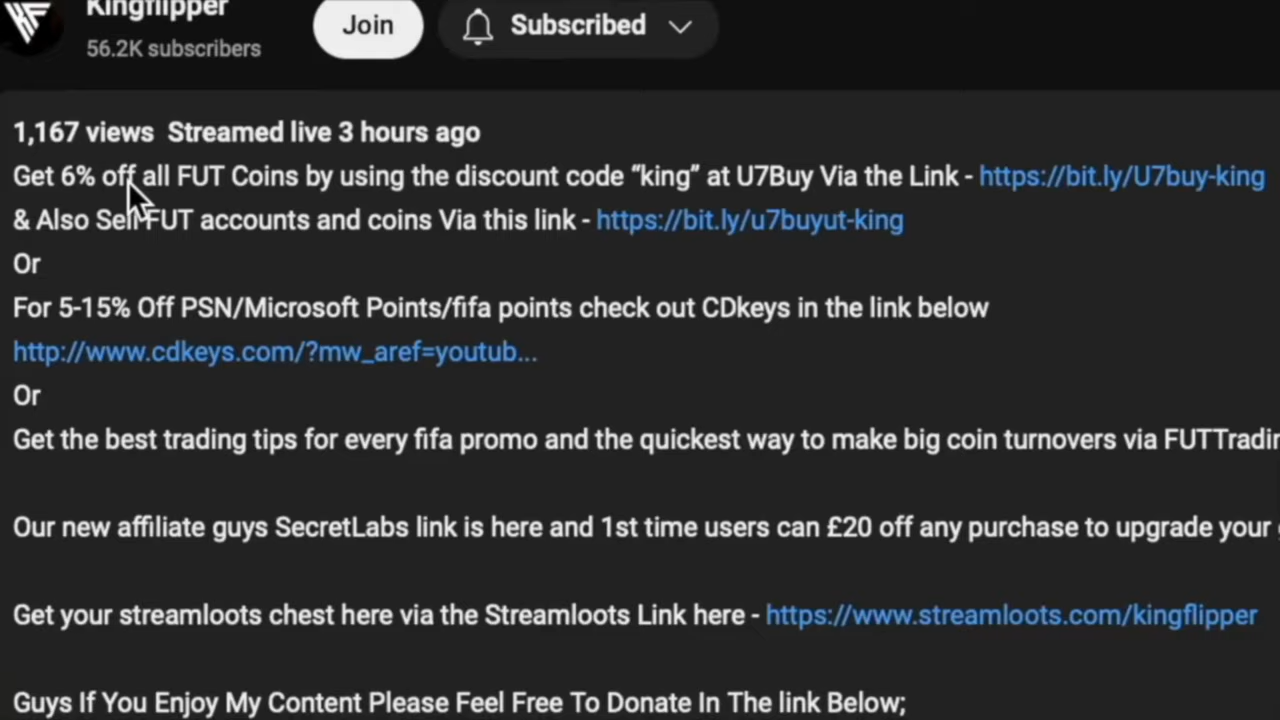 Kingflipper
56.2K subscribers
Join
Subscribed
1,167 views Streamed live 3 hours ago
Get 6% off all FUT Coins by using the discount code “king” at U7Buy Via the Link - https://bit.ly/U7buy-king
& Also Sell FUT accounts and coins Via this link - https://bit.ly/u7buyut-king
Or
For 5-15% Off PSN/Microsoft Points/fifa points check out CDkeys in the link below
http://www.cdkeys.com/?mw_aref=youtub...
Or
Get the best trading tips for every fifa promo and the quickest way to make big coin turnovers via
Our new affiliate guys SecretLabs link is here and 1st time users can £20 off any purchase to upgrade your
Get your streamloots chest here via the Streamloots Link here - https://www.streamloots.com/kingflipper
Guys If You Enjoy My Content Please Feel Free To Donate In The link Below;